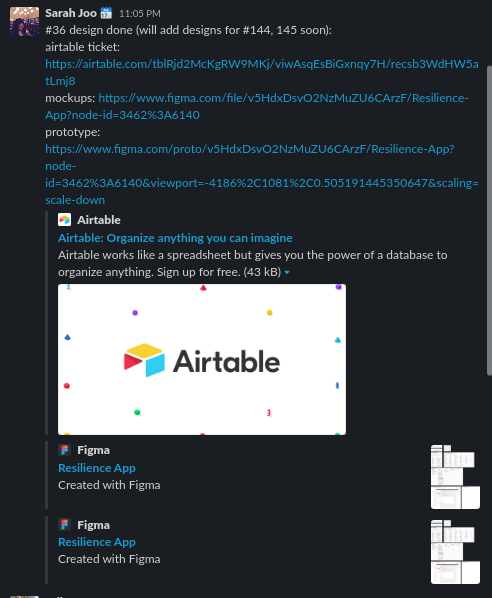 Sarah Joo 11:05 PM
#36 design done (will add designs for #144, 145 soon):
airtable ticket:
https://airtable.com/tblRjd2McKgRW9MKj/viwAsqEsBiGxnqy7H/recsb3WdHW5a
tLmj8
mockups: https://www.figma.com/file/v5HdxDsvO2NzMuZU6CArzF/Resilience-
App?node-id=3462%3A6140
prototype:
https://www.figma.com/proto/v5HdxDsvO2NzMuZU6CArzF/Resilience-App?
node-
id=3462%3A6140&viewport=-4186%2C1081%2C0.505191445350647&scaling=
scale-down
Airtable
Airtable: Organize anything you can imagine
Airtable works like a spreadsheet but gives you the power of a database to
organize anything. Sign up for free. (43 kB)
Airtable
Figma
Resilience App
Created with Figma
Figma
Resilience App
Created with Figma